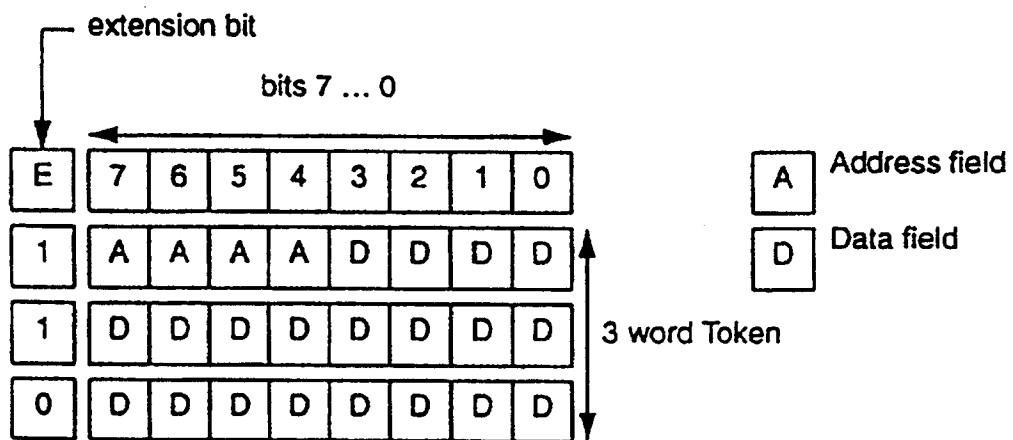 extension bit
bits 7 ... 0
E 7 6 5 4 3 2 1 0
A Address field
1 A A A A D D D D
D Data field
1 D D D D D D D D
3 word Token
0 D D D D D D D D